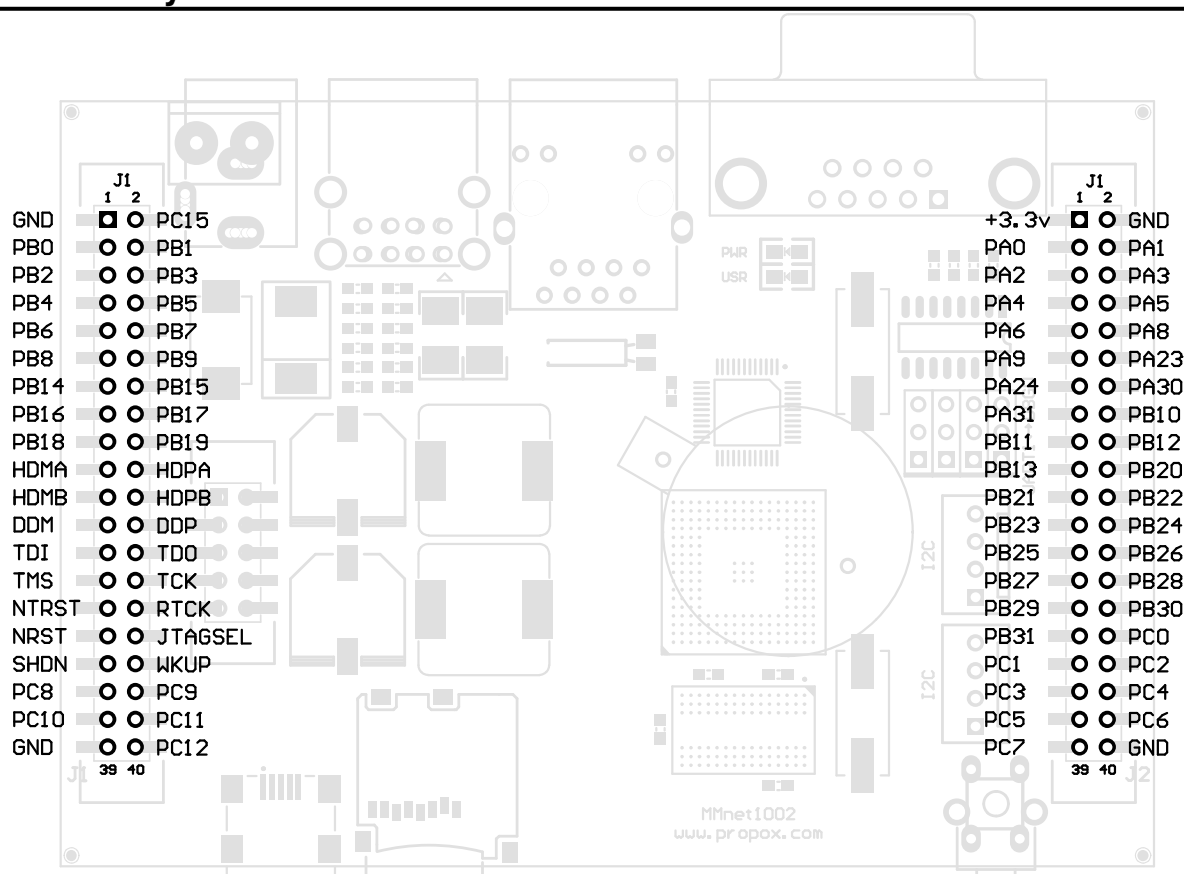 J1 J1
1 2 1 2
GND PC15 +3.3v GND
PB0 PB1 PWR PA0 PA1
PB2 PB3 USR PA2 PA3
PB4 PB5 PA4 PA5
PB6 PB7 PA6 PA8
PB8 PB9 PA9 PA23
PB14 PB15 PA24 PA30
PB16 PB17 PA31 PB10
PB18 PB19 PB11 PB12
HDMA HDPA PB13 PB20
HDMB HDPB PB21 PB22
DDM DDP PB23 PB24
TDI TDO I2C PB25 PB26
TMS TCK PB27 PB28
NTRST RTCK PB29 PB30
NRST JTAGSEL PB31 PC0
SHDN WKUP PC1 PC2
PC8 PC9 I2C PC3 PC4
PC10 PC11 PC5 PC6
GND PC12 PC7 GND
J1 39 40 39 40 J2
MMnet1002
www.propox.com